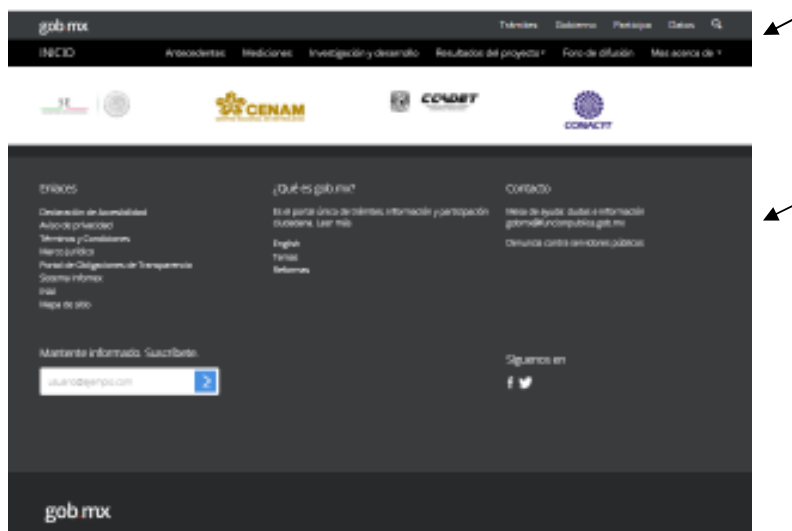 gob.mx
Trámites Gobierno Participa Datos
INICIO Antecedentes Mediciones Investigación y desarrollo Resultados del proyecto Foro de difusión Mas acerca de
SE CENAM CCADET CONACYT
Enlaces
Declaración de Accesibilidad
Aviso de privacidad
Términos y Condiciones
Marco jurídico
Portal de Obligaciones de Transparencia
Sistema Infomex
INAI
Mapa de sitio
¿Qué es gob.mx?
Es el portal único de trámites, información y participación
ciudadana. Leer más
English
Temas
Reformas
Contacto
Mesa de ayuda: dudas e información
gobmx@funcionpublica.gob.mx
Denuncia contra servidores públicos
Mantente informado. Suscríbete.
usuario@ejemplo.com
Síguenos en
gob.mx